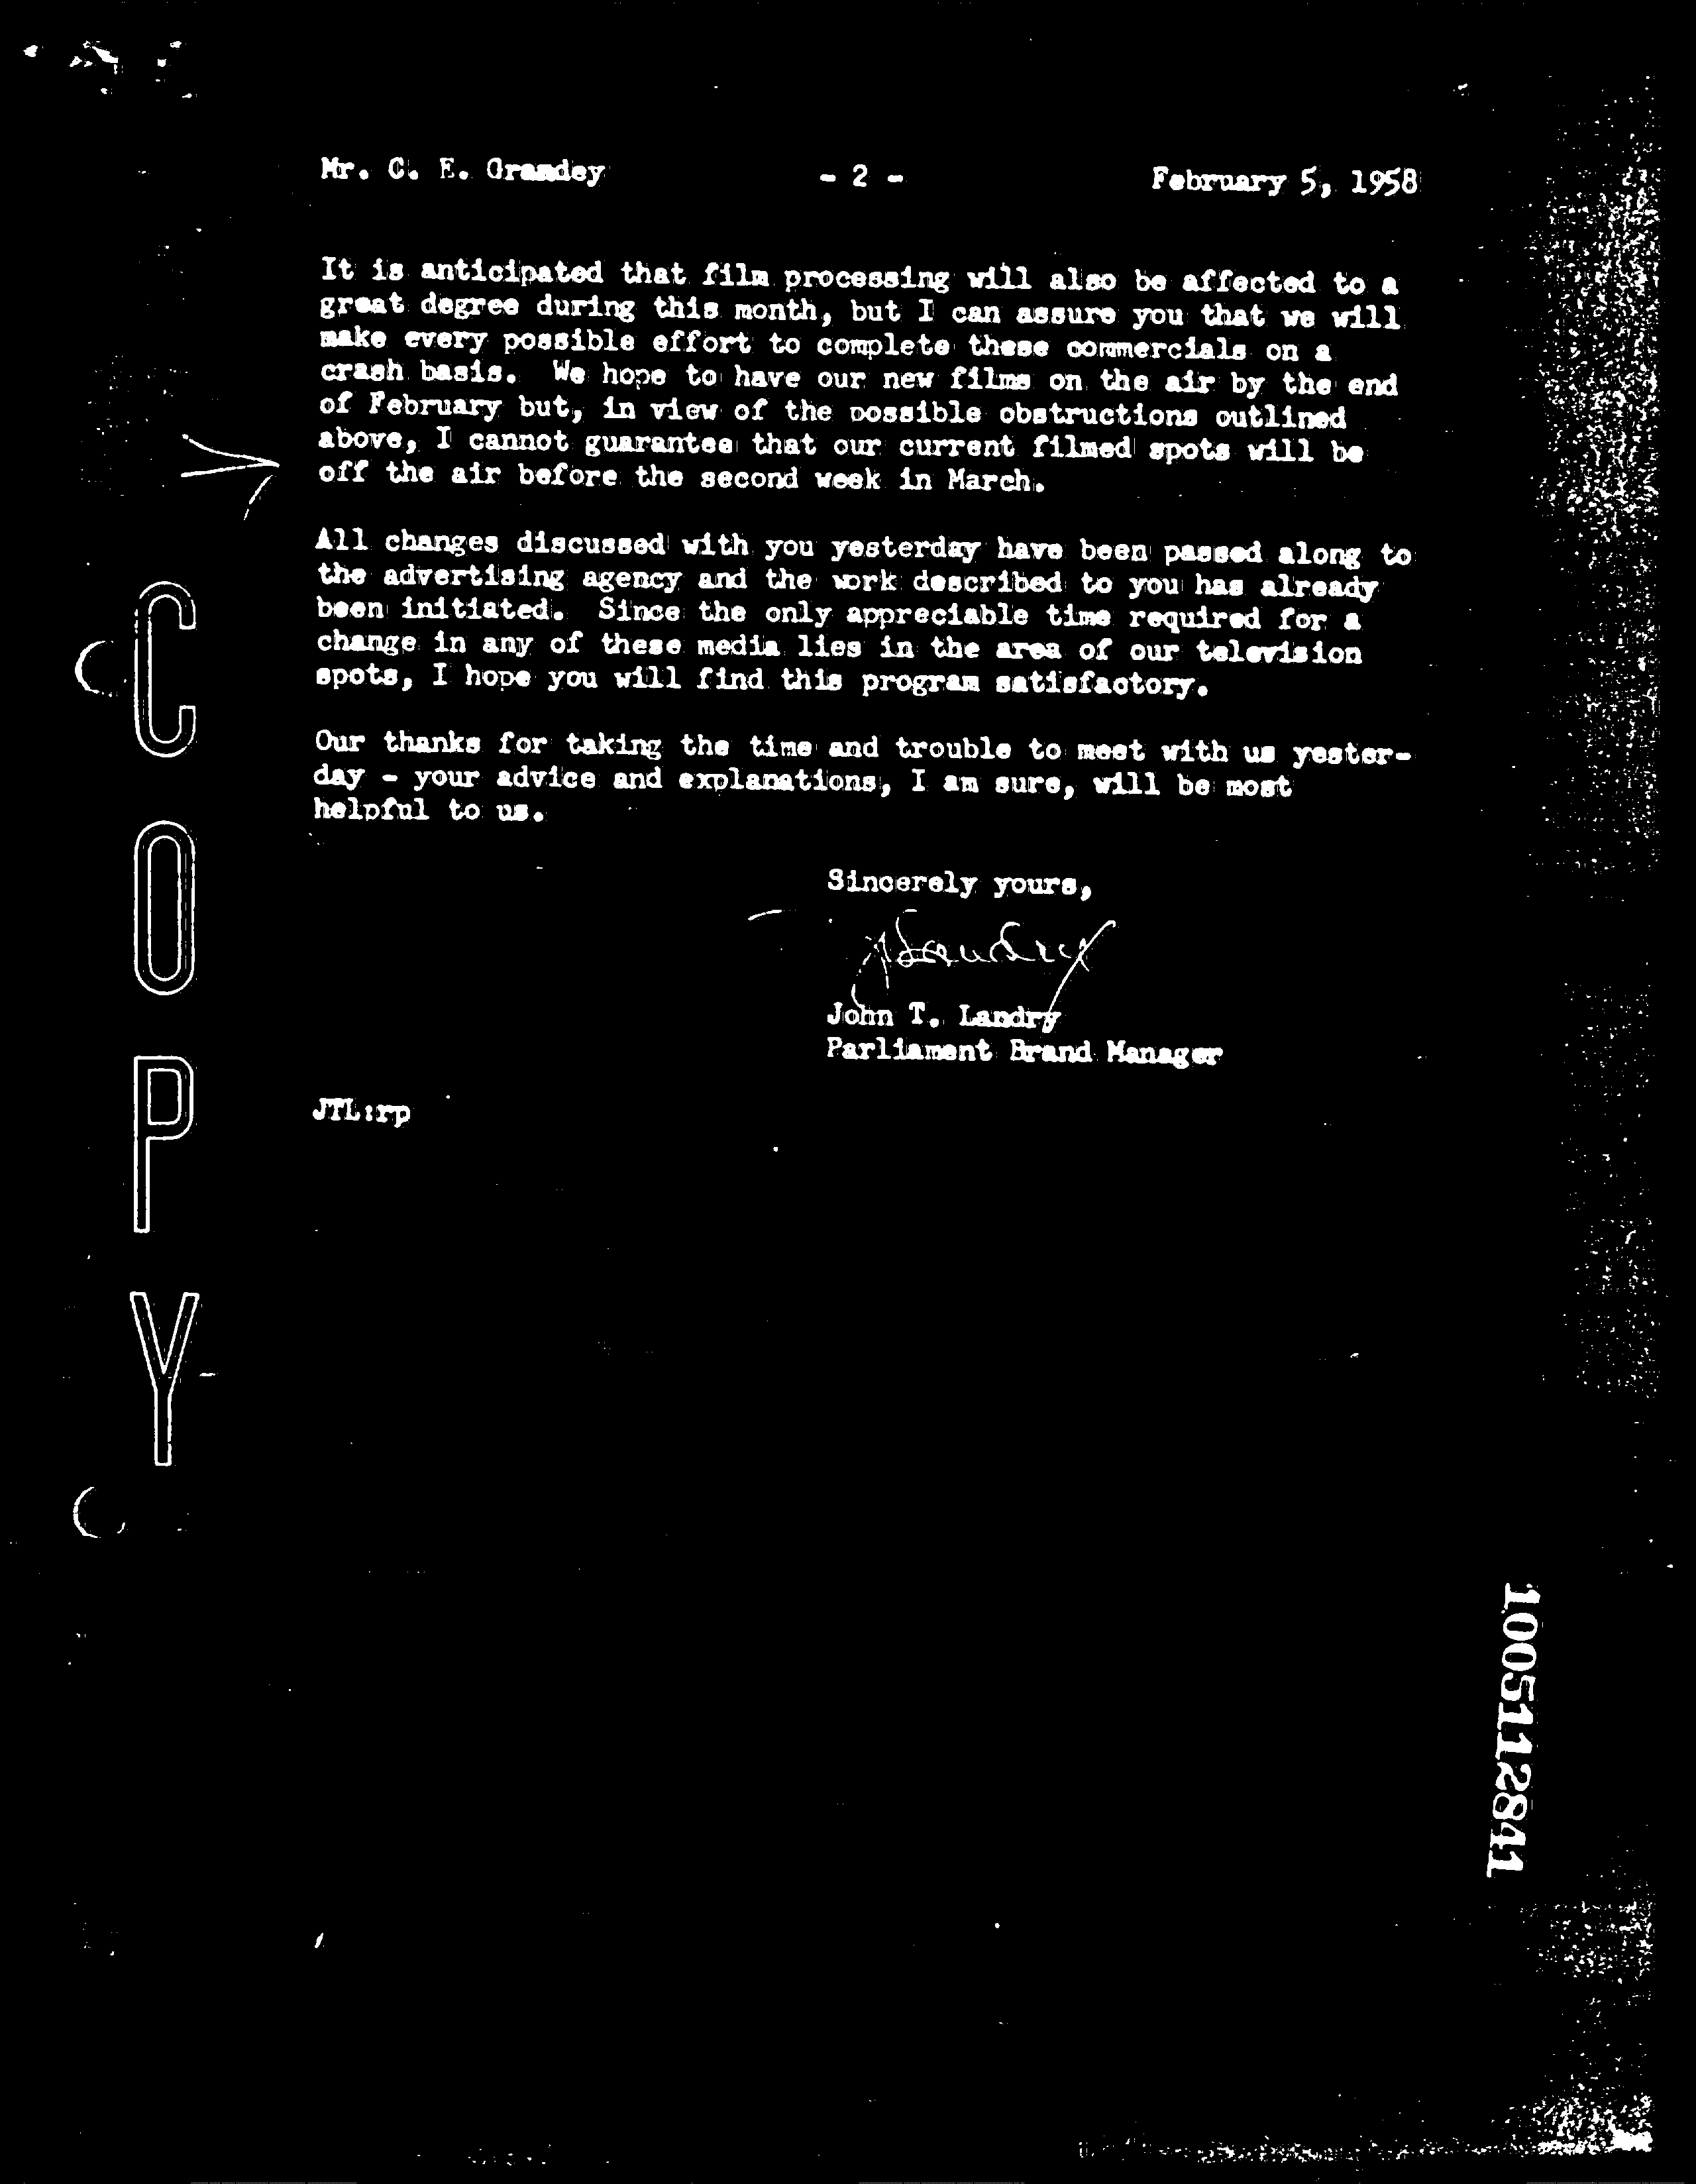 Mr. C. E. Grandey - 2 - February 5, 1958
It is anticipated that film processing will also be affected to a
great degree during this month, but I can assure you that we will
make every possible effort to complete these commercials on a
crash basis. We hope to have our new films on the air by the end
of February but, in view of the possible obstructions outlined
above, I cannot guarantee that our current filmed spots will be
off the air before the second week in March.
All changes discussed with you yesterday have been passed along to
the advertising agency and the work described to you has already
been initiated. Since the only appreciable time required for a
change in any of these media lies in the area of our television
spots, I hope you will find this program satisfactory.
Our thanks for taking the time and trouble to meet with us yester-
day - your advice and explanations, I am sure, will be most
helpful to us.
Sincerely yours,
JLandry
John T. Landry
Parliament Brand Manager
JTL:rp
COPY
1005112841